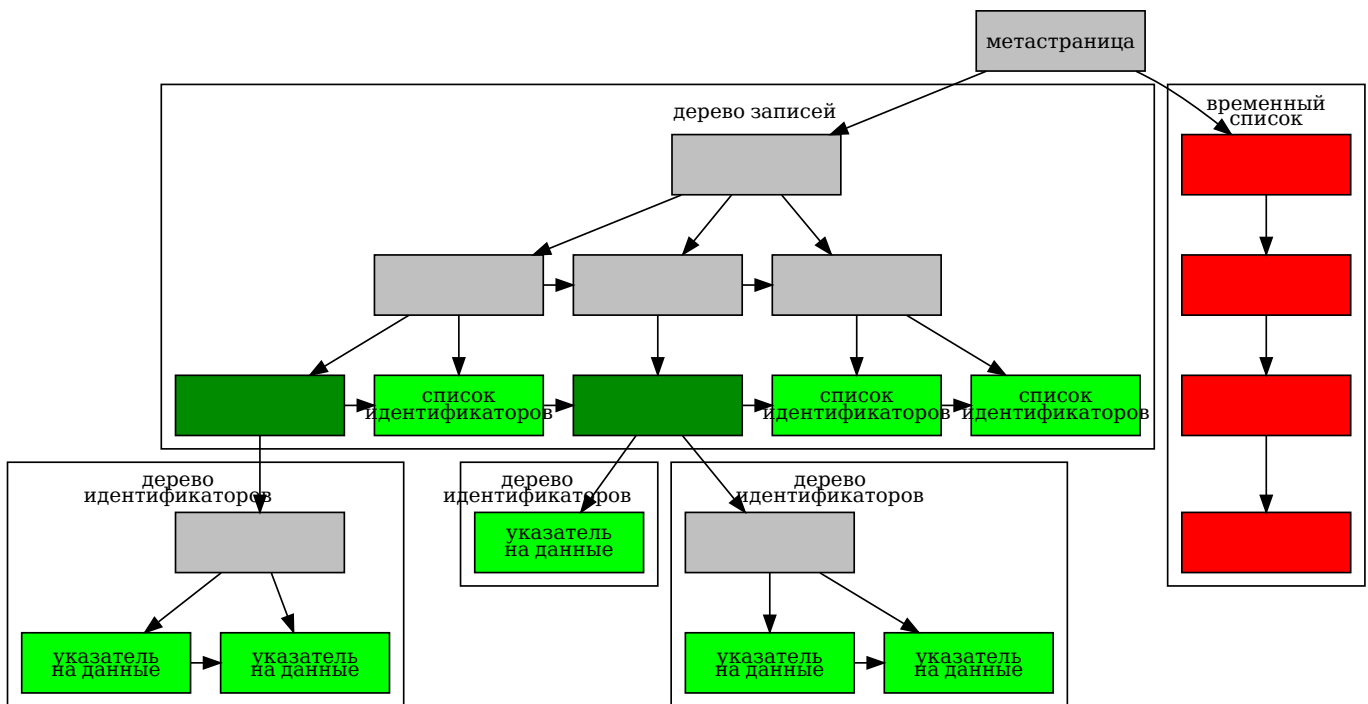 метастраница
дерево записей
временный
список
список
идентификаторов
список
идентификаторов
список
идентификаторов
дерево
идентификаторов
дерево
идентификаторов
дерево
идентификаторов
указатель
на данные
указатель
на данные
указатель
на данные
указатель
на данные
указатель
на данные